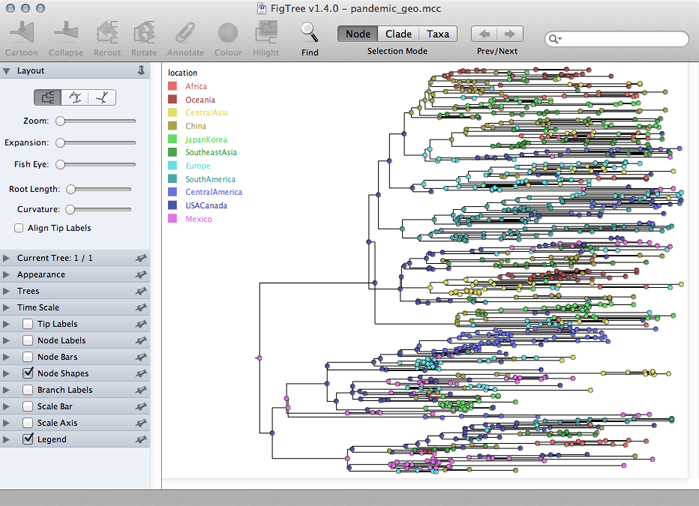 FigTree v1.4.0 - pandemic_geo.mcc
Cartoon Collapse Reroot Rotate Annotate Colour Hilight Find
Node Clade Taxa
Selection Mode
Prev/Next
Layout
Zoom:
Expansion:
Fish Eye:
Root Length:
Curvature:
Align Tip Labels
Current Tree: 1 / 1
Appearance
Trees
Time Scale
Tip Labels
Node Labels
Node Bars
Node Shapes
Branch Labels
Scale Bar
Scale Axis
Legend
location
Africa
Oceania
CentralAsia
China
JapanKorea
SoutheastAsia
Europe
SouthAmerica
CentralAmerica
USACanada
Mexico